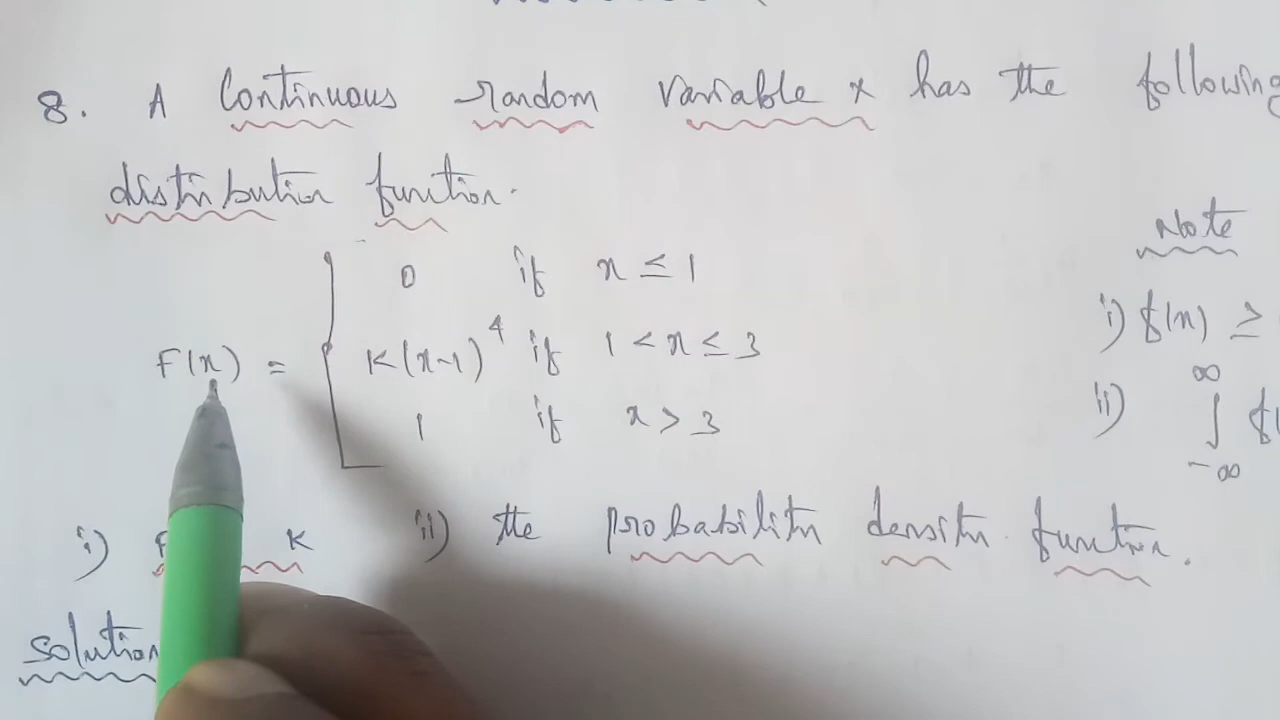 8. A Continuous random variable x has the following
distribution function.
F(x) =
0 if x ≤ 1
K(x-1)^4 if 1 < x ≤ 3
1 if x > 3
Note
i) f(x) ≥
ii) ∫_{-∞}^{∞} f(
i) K ii) the probability density function.
solution